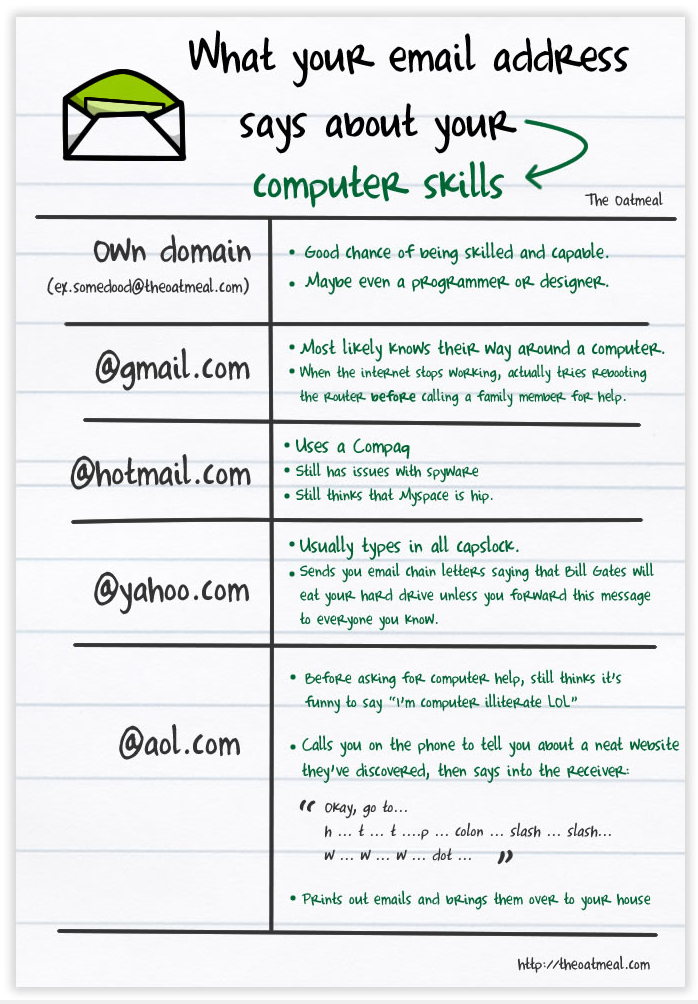 What your email address
says about your
computer skills
The Oatmeal
own domain
(ex.somedood@theoatmeal.com)
• Good chance of being skilled and capable.
• Maybe even a programmer or designer.
@gmail.com
• Most likely knows their way around a computer.
• When the internet stops working, actually tries rebooting
the router before calling a family member for help.
@hotmail.com
• Uses a Compaq
• Still has issues with spyware
• Still thinks that Myspace is hip.
@yahoo.com
• Usually types in all capslock.
• Sends you email chain letters saying that Bill Gates will
eat your hard drive unless you forward this message
to everyone you know.
@aol.com
• Before asking for computer help, still thinks it's
funny to say "I'm computer illiterate LOL"
• Calls you on the phone to tell you about a neat website
they've discovered, then says into the receiver:
“ Okay, go to...
h ... t ... t ....p ... colon ... slash ... slash...
w ... w ... w ... dot ... ”
• Prints out emails and brings them over to your house
http://theoatmeal.com